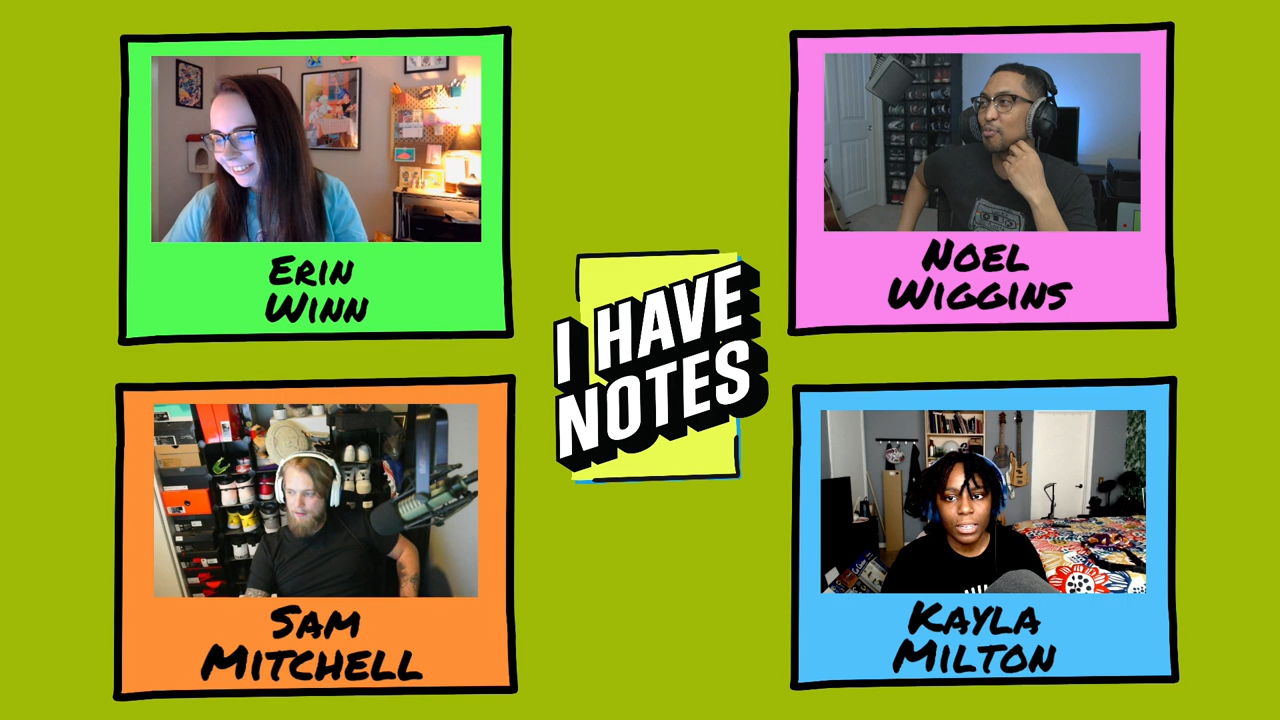 Erin
Winn
Noel
Wiggins
I HAVE
NOTES
Sam
Mitchell
Kayla
Milton